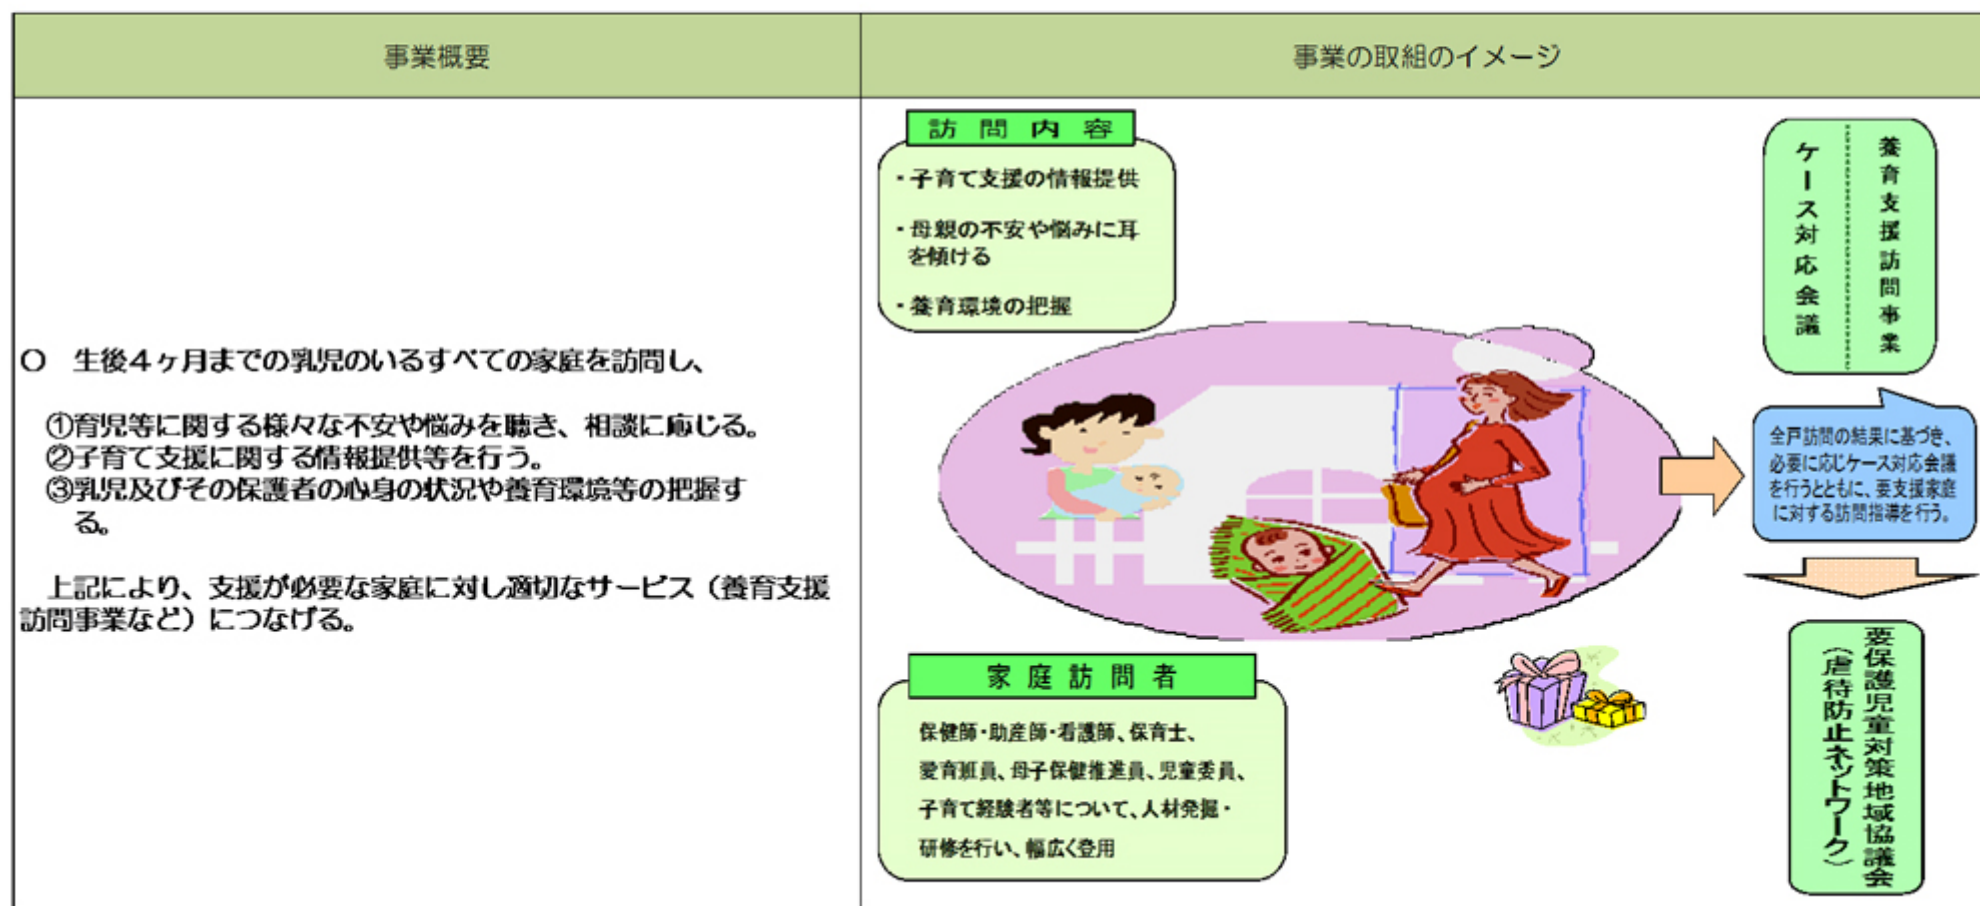 事業概要
事業の取組のイメージ
〇　生後４ヶ月までの乳児のいるすべての家庭を訪問し、
①育児等に関する様々な不安や悩みを聴き、相談に応じる。
②子育て支援に関する情報提供等を行う。
③乳児及びその保護者の心身の状況や養育環境等の把握す
る。
上記により、支援が必要な家庭に対し適切なサービス（養育支援
訪問事業など）につなげる。
訪問内容
・子育て支援の情報提供
・母親の不安や悩みに耳
を傾ける
・養育環境の把握
家庭訪問者
保健師・助産師・看護師、保育士、
愛育班員、母子保健推進員、児童委員、
子育て経験者等について、人材発掘・
研修を行い、幅広く登用
養育支援訪問事業
ケース対応会議
全戸訪問の結果に基づき、
必要に応じケース対応会議
を行うとともに、要支援家庭
に対する訪問指導を行う。
要保護児童対策地域協議会
（虐待防止ネットワーク）